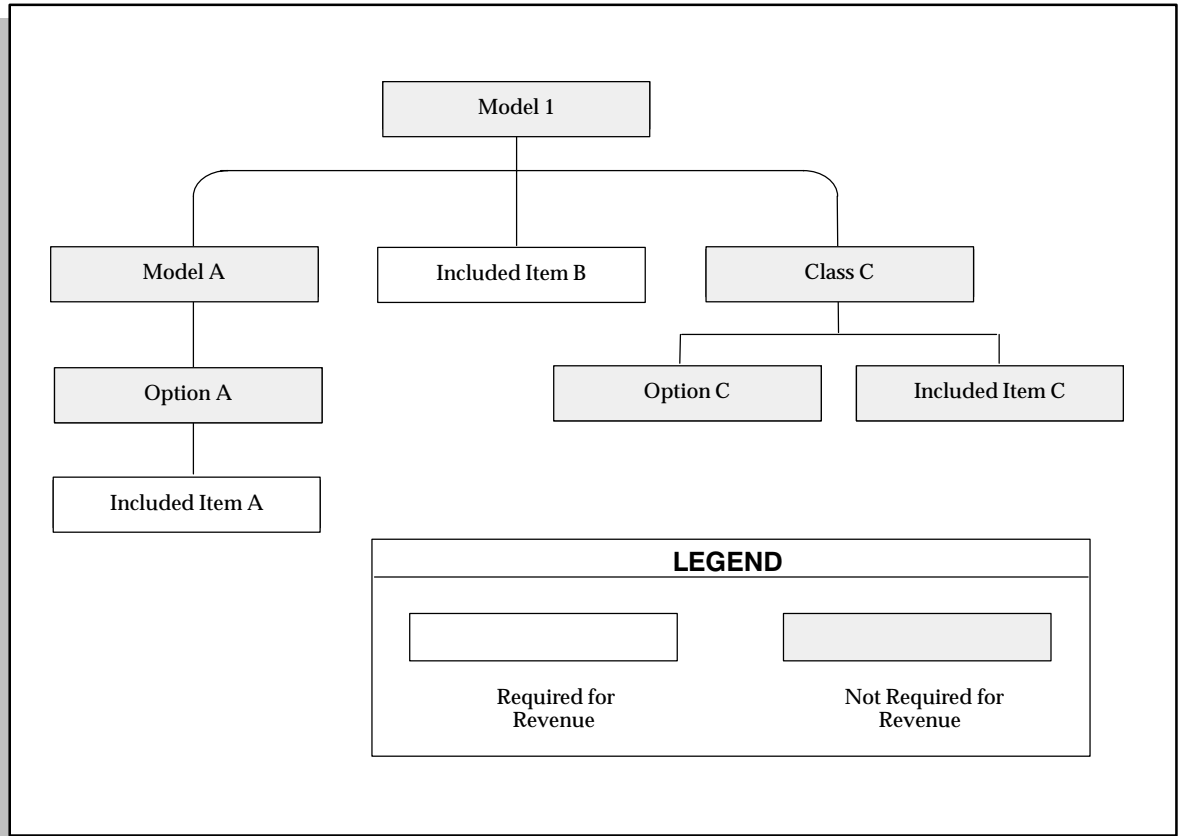 Model 1
Model A
Included Item B
Class C
Option A
Option C
Included Item C
Included Item A
LEGEND
Required for
Revenue
Not Required for
Revenue